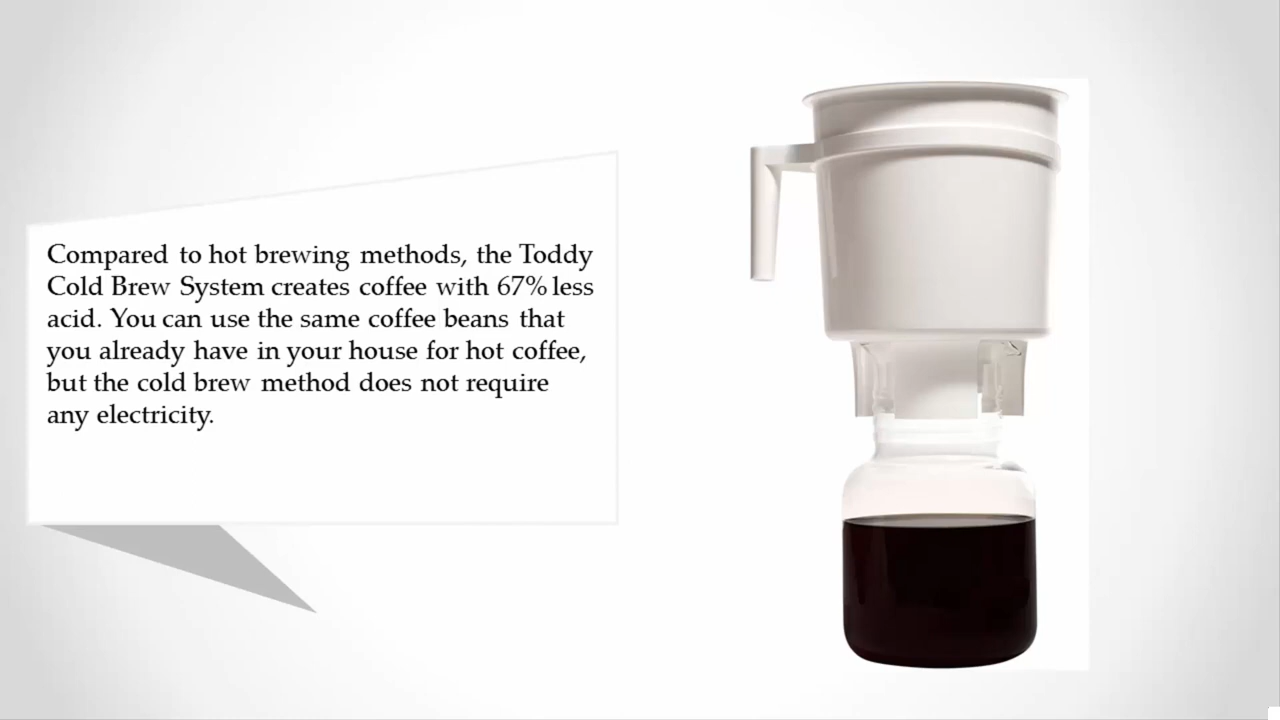 Compared to hot brewing methods, the Toddy
Cold Brew System creates coffee with 67% less
acid. You can use the same coffee beans that
you already have in your house for hot coffee,
but the cold brew method does not require
any electricity.